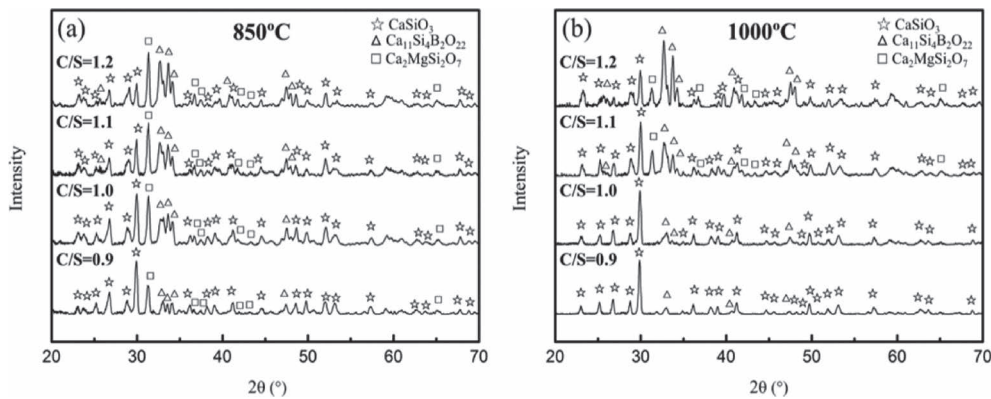 (a)
850°C
☆ CaSiO₃
△ Ca₁₁Si₄B₂O₂₂
□ Ca₂MgSi₂O₇
C/S=1.2
C/S=1.1
C/S=1.0
C/S=0.9
Intensity
20 30 40 50 60 70
2θ (°)
(b)
1000°C
☆ CaSiO₃
△ Ca₁₁Si₄B₂O₂₂
□ Ca₂MgSi₂O₇
C/S=1.2
C/S=1.1
C/S=1.0
C/S=0.9
Intensity
20 30 40 50 60 70
2θ (°)